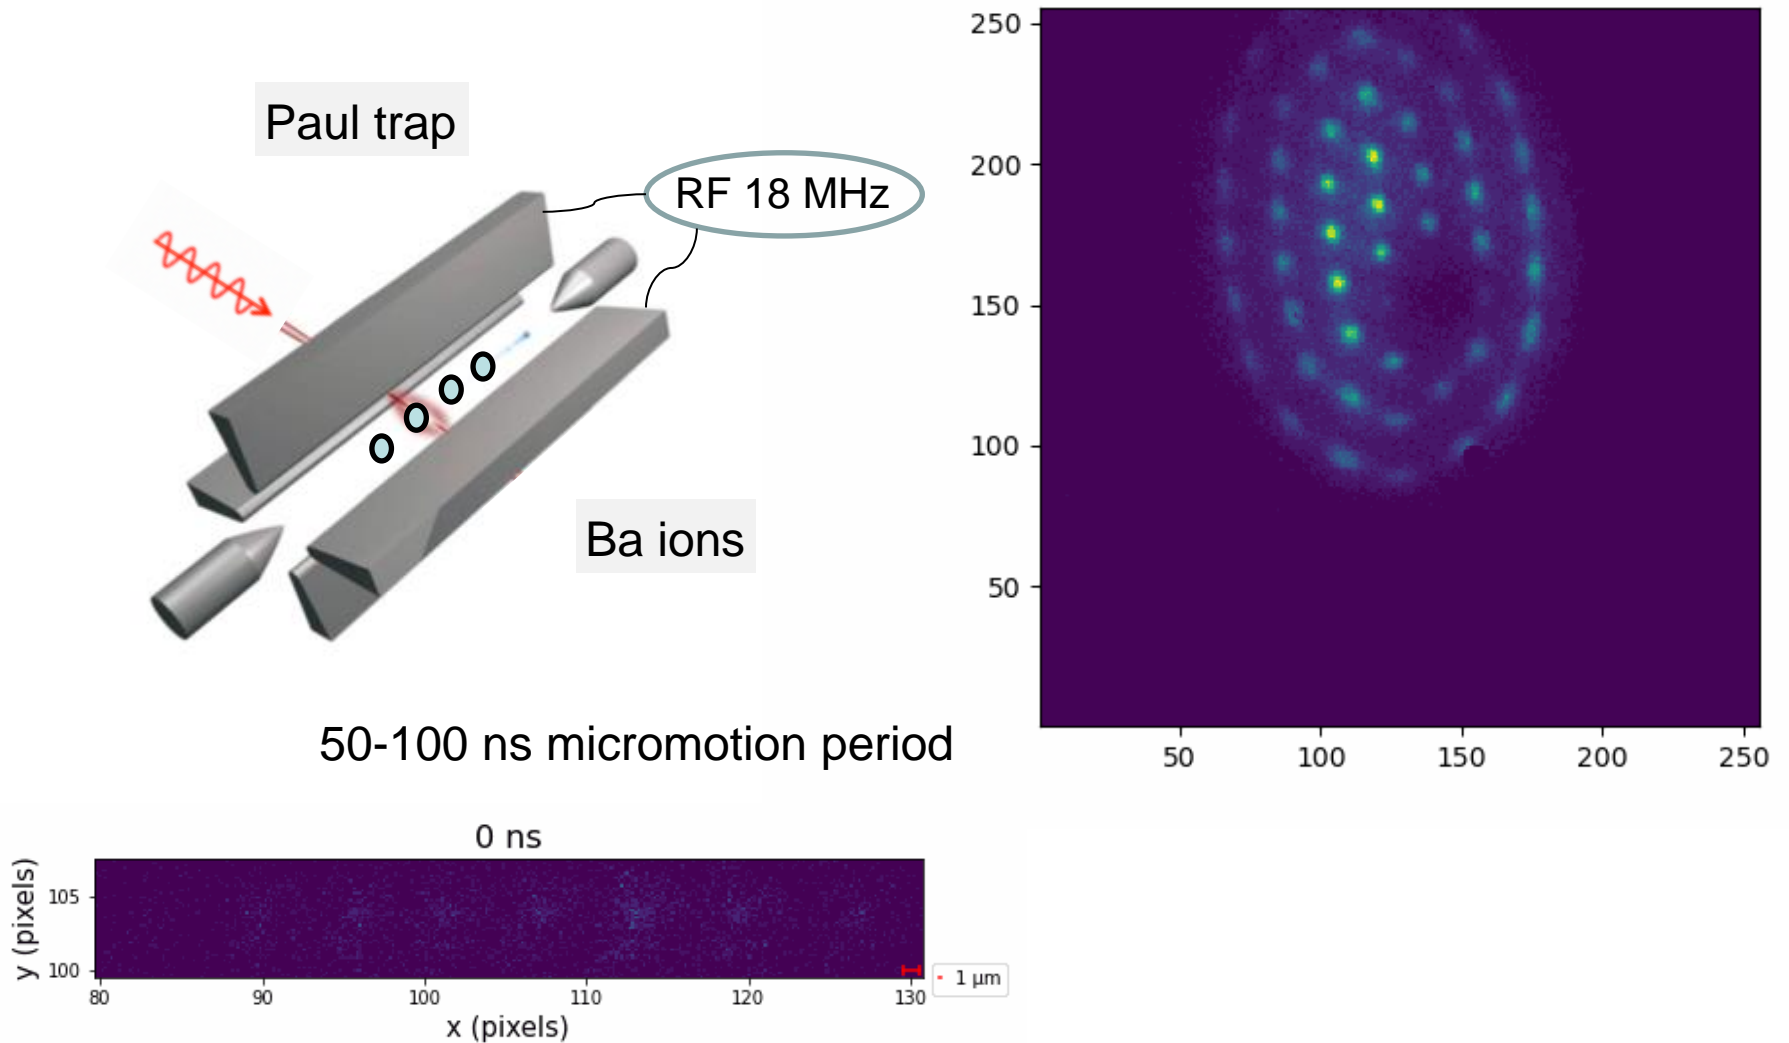 Paul trap
RF 18 MHz
Ba ions
50-100 ns micromotion period
250
200
150
100
50
50
100
150
200
250
0 ns
y (pixels)
105
100
80
90
100
110
120
130
x (pixels)
1 µm